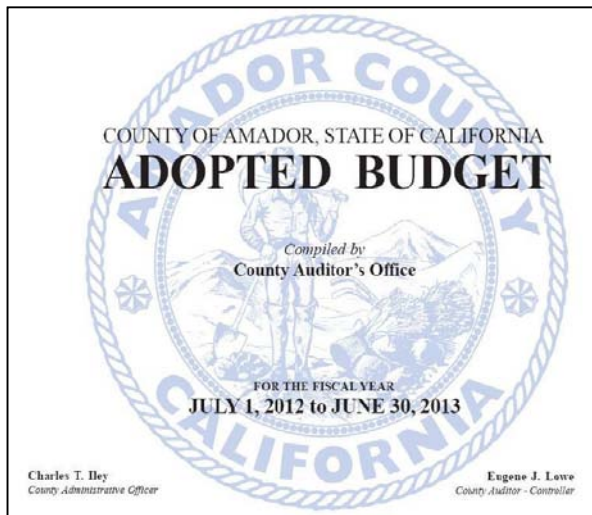 AMADOR COUNTY
COUNTY OF AMADOR, STATE OF CALIFORNIA
ADOPTED BUDGET
Compiled by
County Auditor's Office
FOR THE FISCAL YEAR
JULY 1, 2012 to JUNE 30, 2013
CALIFORNIA
Charles T. Iley
County Administrative Officer
Eugene J. Lowe
County Auditor - Controller